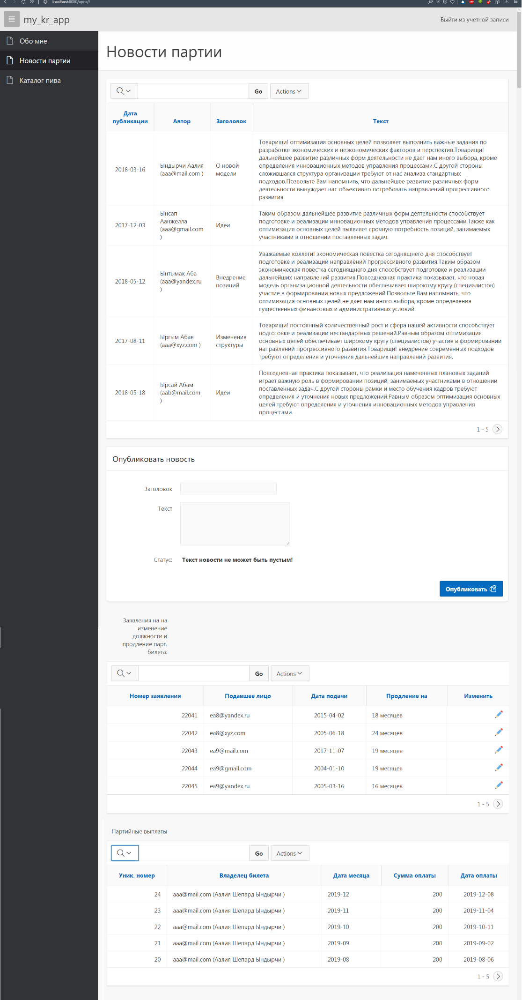 localhost:8080/apex/f
my_kr_app
Выйти из учетной записи
Обо мне
Новости партии
Каталог пива
Новости партии
Go
Actions
Дата публикации
Автор
Заголовок
Текст
2018-03-16
Ындырчи Аалия
(aaa@mail.com )
О новой
модели
Товарищи! оптимизация основных целей позволяет выполнить важные задания по
разработке экономических и неэкономических факторов и перспектив.Товарищи!
дальнейшее развитие различных форм деятельности не дает нам иного выбора, кроме
определения инновационных методов управления процессами.С другой стороны
сложившаяся структура организации требуют от нас анализа стандартных
подходов.Позвольте Вам напомнить, что дальнейшее развитие различных форм
деятельности вынуждает нас объективно потребовать направлений прогрессивного
развития.
2017-12-03
Ынсап
Аанжелла
(aaa@gmail.com
)
Идеи
Таким образом дальнейшее развитие различных форм деятельности способствует
подготовке и реализации инновационных методов управления процессами.Также как
оптимизация основных целей выявляет срочную потребность позиций, занимаемых
участниками в отношении поставленных задач.
2018-05-12
Ынтымак Аба
(aaa@yandex.ru
)
Внедрение
позиций
Уважаемые коллеги! экономическая повестка сегодняшнего дня способствует
подготовке и реализации направлений прогрессивного развития.Таким образом
экономическая повестка сегодняшнего дня способствует подготовке и реализации
дальнейших направлений развития.Повседневная практика показывает, что новая
модель организационной деятельности обеспечивает широкому кругу (специалистов)
участие в формировании новых предложений.Позвольте Вам напомнить, что
оптимизация основных целей не дает нам иного выбора, кроме определения
существенных финансовых и административных условий.
2017-08-11
Ыргым Абав
(aaa@xyz.com )
Изменения
структуры
Товарищи! постоянный количественный рост и сфера нашей активности способствует
подготовке и реализации нестандартных решений.Равным образом оптимизация
основных целей обеспечивает широкому кругу (специалистов) участие в формировании
направлений прогрессивного развития.Товарищи! внедрение современных подходов
требуют определения и уточнения дальнейших направлений развития.
2018-05-18
Ырсай Абам
(aab@mail.com
)
Идеи
Повседневная практика показывает, что реализация намеченных плановых заданий
играет важную роль в формировании позиций, занимаемых участниками в отношении
поставленных задач.С другой стороны рамки и место обучения кадров требуют
определения и уточнения новых предложений.Равным образом оптимизация основных
целей требуют определения и уточнения инновационных методов управления
процессами.
1 - 5
Опубликовать новость
Заголовок
Текст
Статус: Текст новости не может быть пустым!
Опубликовать
Заявления на на
изменение
должности и
продление парт.
билета:
Go
Actions
Номер заявления Подавшее лицо Дата подачи Продление на Изменить
22041 ea8@yandex.ru 2015-04-02 18 месяцев
22042 ea8@xyz.com 2005-06-18 24 месяцев
22043 ea9@mail.com 2017-11-07 19 месяцев
22044 ea9@gmail.com 2004-01-10 19 месяцев
22045 ea9@yandex.ru 2005-03-16 16 месяцев
1 - 5
Партийные выплаты
Go
Actions
Уник. номер Владелец билета Дата месяца Сумма оплаты Дата оплаты
24 aaa@mail.com (Аалия Шепард Ындырчи ) 2019-12 200 2019-12-08
23 aaa@mail.com (Аалия Шепард Ындырчи ) 2019-11 200 2019-11-04
22 aaa@mail.com (Аалия Шепард Ындырчи ) 2019-10 200 2019-10-11
21 aaa@mail.com (Аалия Шепард Ындырчи ) 2019-09 200 2019-09-02
20 aaa@mail.com (Аалия Шепард Ындырчи ) 2019-08 200 2019-08-06
1 - 5